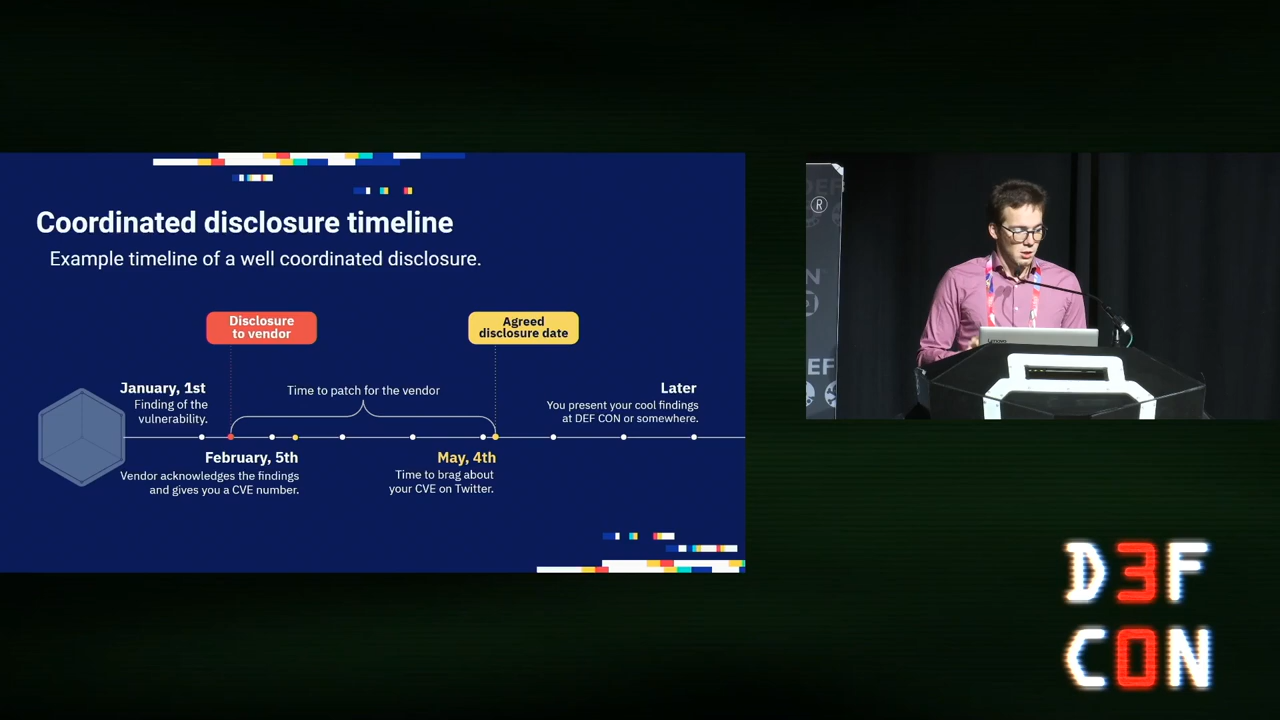 Coordinated disclosure timeline
Example timeline of a well coordinated disclosure.
Disclosure
to vendor
Agreed
disclosure date
January, 1st
Finding of the
vulnerability.
Time to patch for the vendor
Later
You present your cool findings
at DEF CON or somewhere.
February, 5th
Vendor acknowledges the findings
and gives you a CVE number.
May, 4th
Time to brag about
your CVE on Twitter.
®
DEF
D3F
C0N